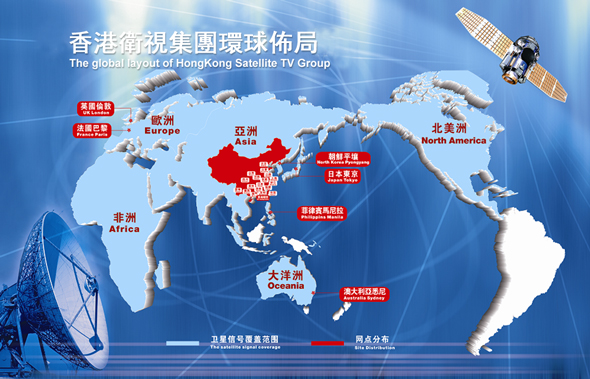 香港衛視集團環球佈局
The global layout of HongKong Satellite TV Group
英國倫敦
UK London
法國巴黎
France Paris
歐洲
Europe
亞洲
Asia
北美洲
North America
朝鮮平壤
North Korea Pyongyang
日本東京
Japan Tokyo
非洲
Africa
菲律賓馬尼拉
Philippines Manila
大洋洲
Oceania
澳大利亞悉尼
Australia Sydney
卫星信号覆盖范围
The satellite signal coverage
网点分布
Site Distribution